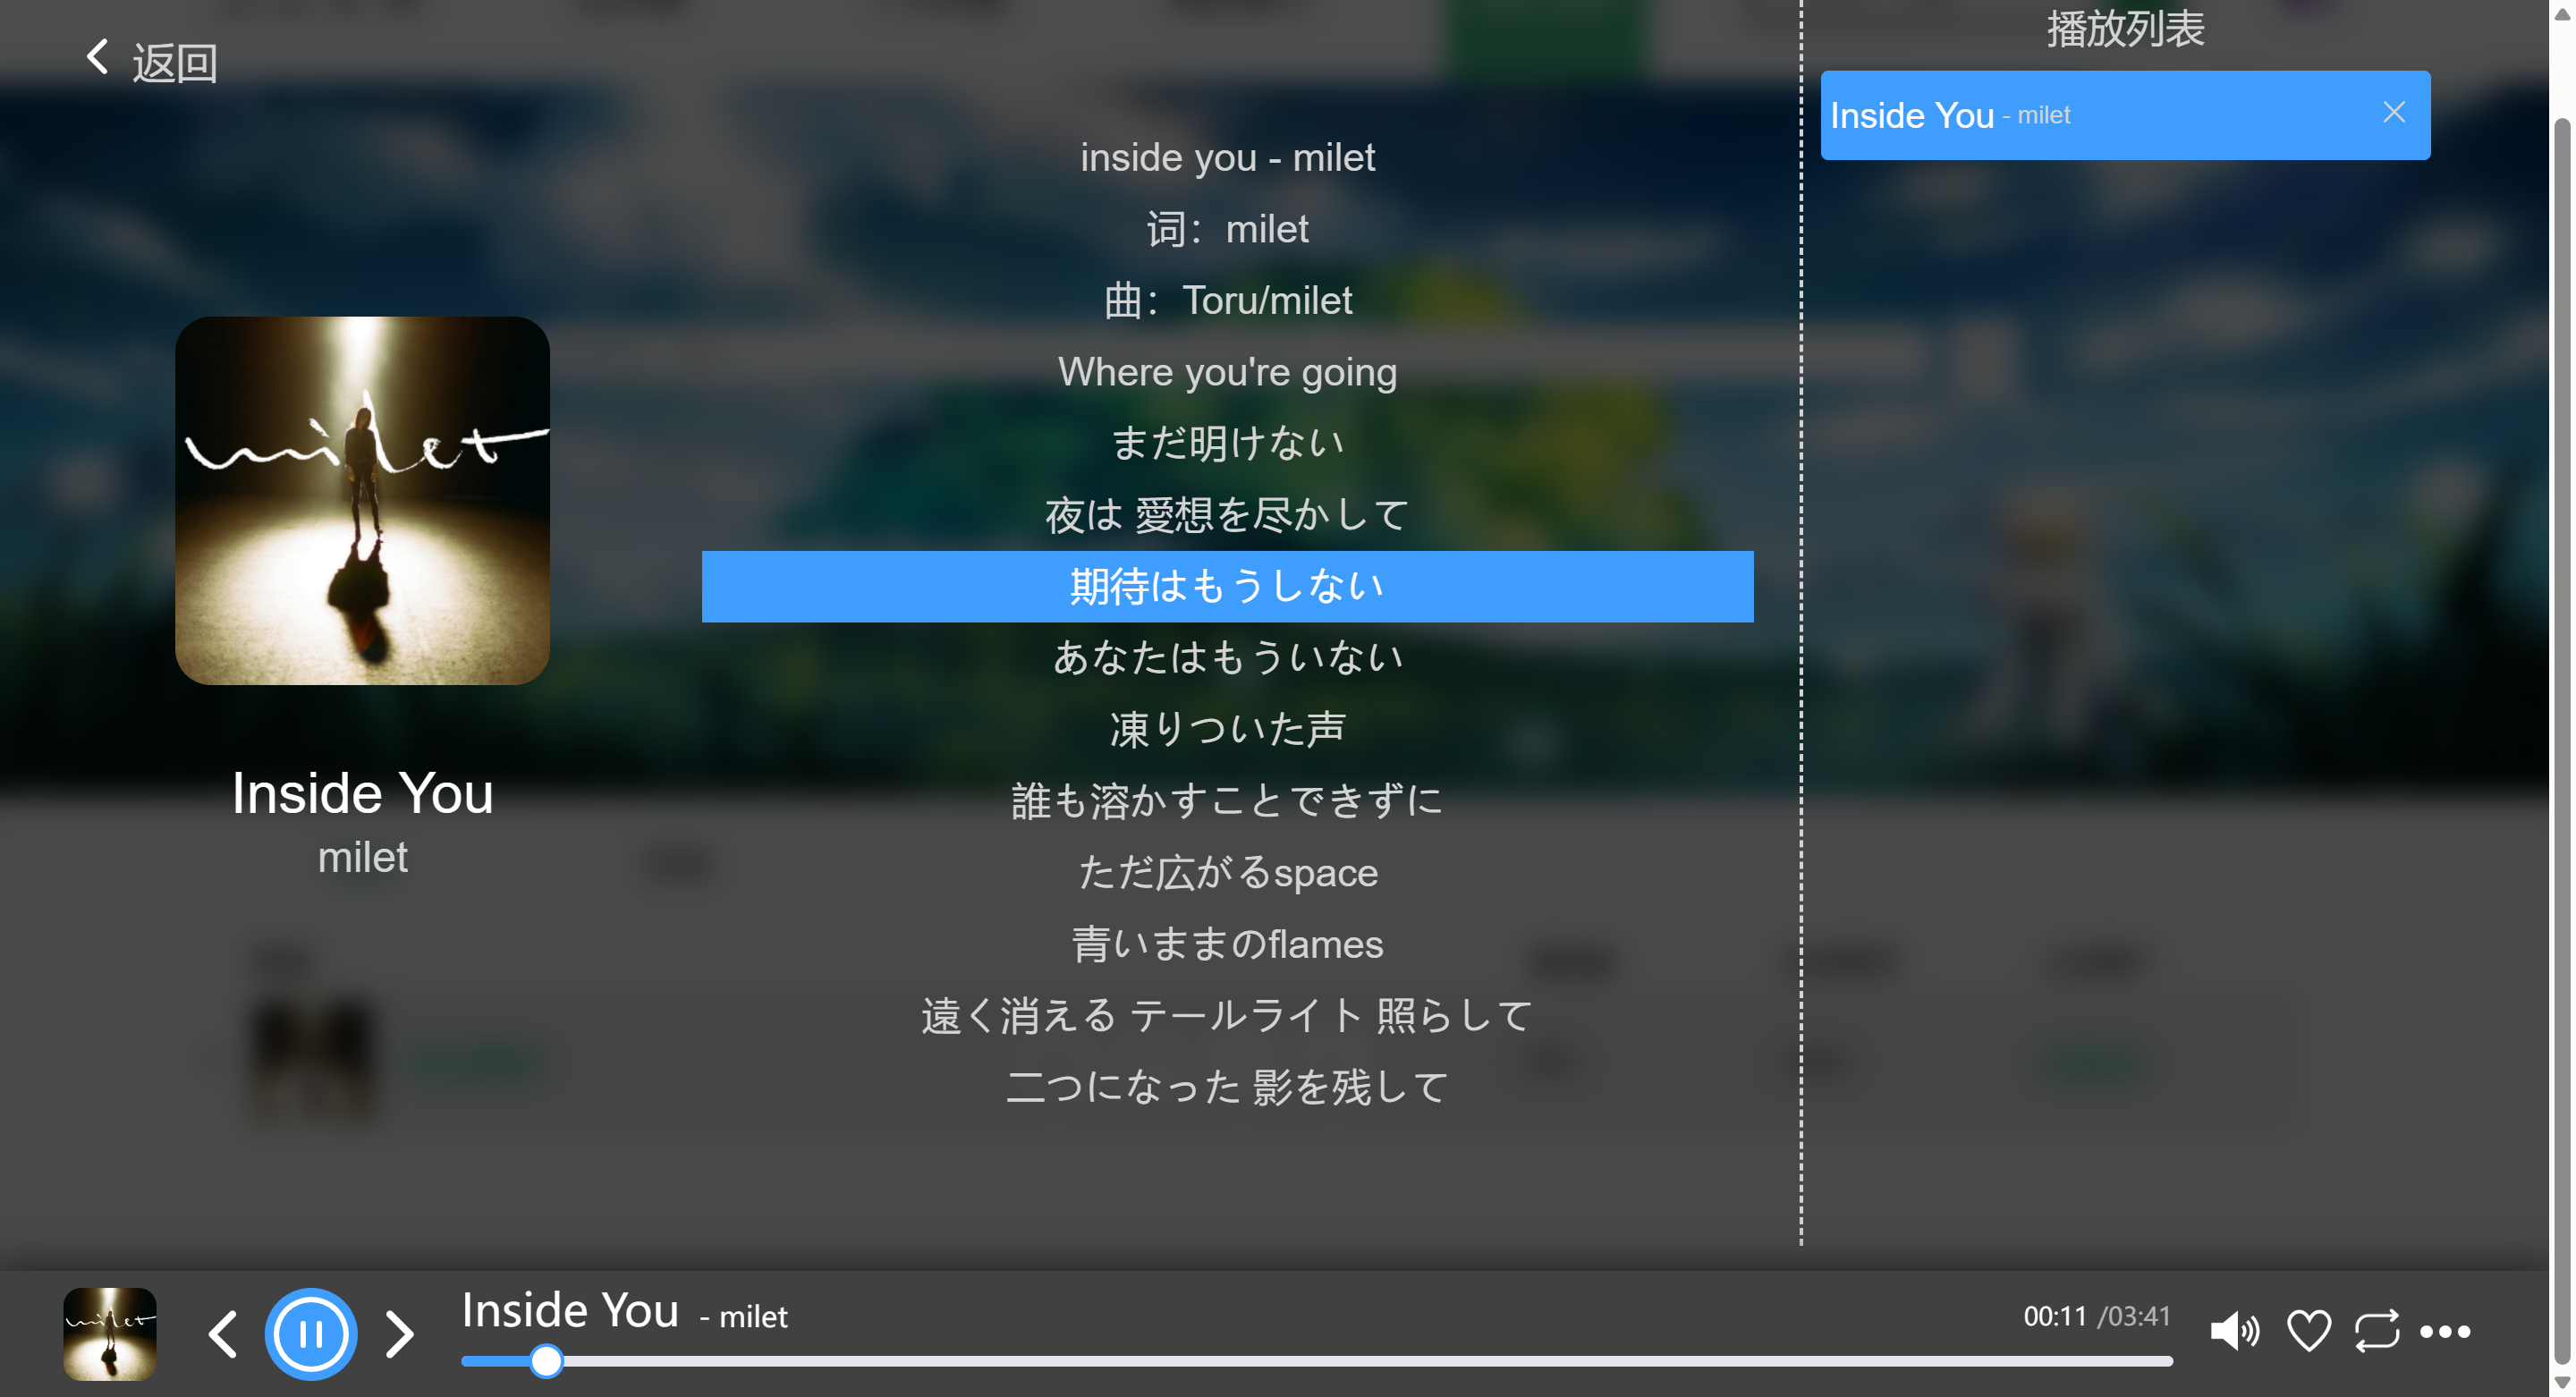 返回
milet
Inside You
milet
inside you - milet
词：milet
曲：Toru/milet
Where you're going
まだ明けない
夜は 愛想を尽かして
期待はもうしない
あなたはもういない
凍りついた声
誰も溶かすことできずに
ただ広がるspace
青いままのflames
遠く消える テールライト 照らして
二つになった 影を残して
播放列表
Inside You - milet
milet
Inside You - milet
00:11 /03:41